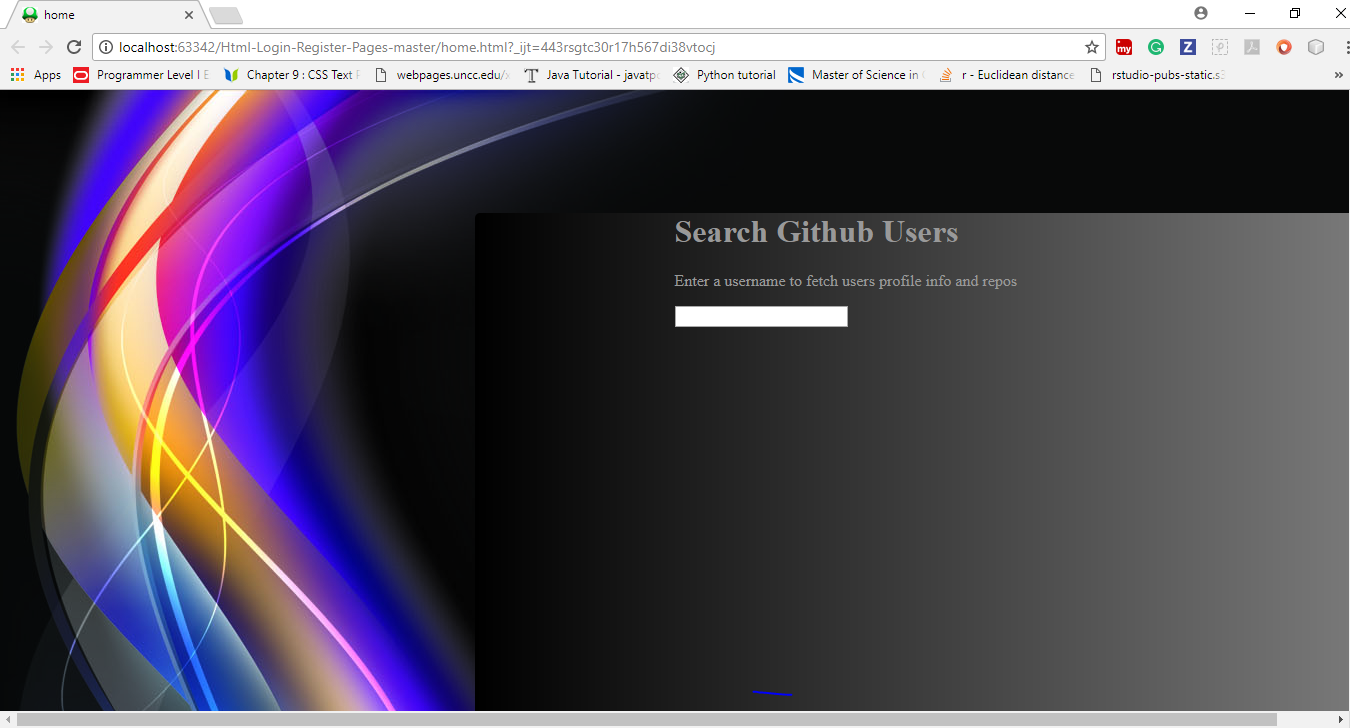 home
localhost:63342/Html-Login-Register-Pages-master/home.html?_ijt=443rsgtc30r17h567di38vtocj
my
Z
Apps
Programmer Level I
Chapter 9 : CSS Text
webpages.uncc.edu/
Java Tutorial - javatp
Python tutorial
Master of Science in
r - Euclidean distance
rstudio-pubs-static.s3
»
Search Github Users
Enter a username to fetch users profile info and repos